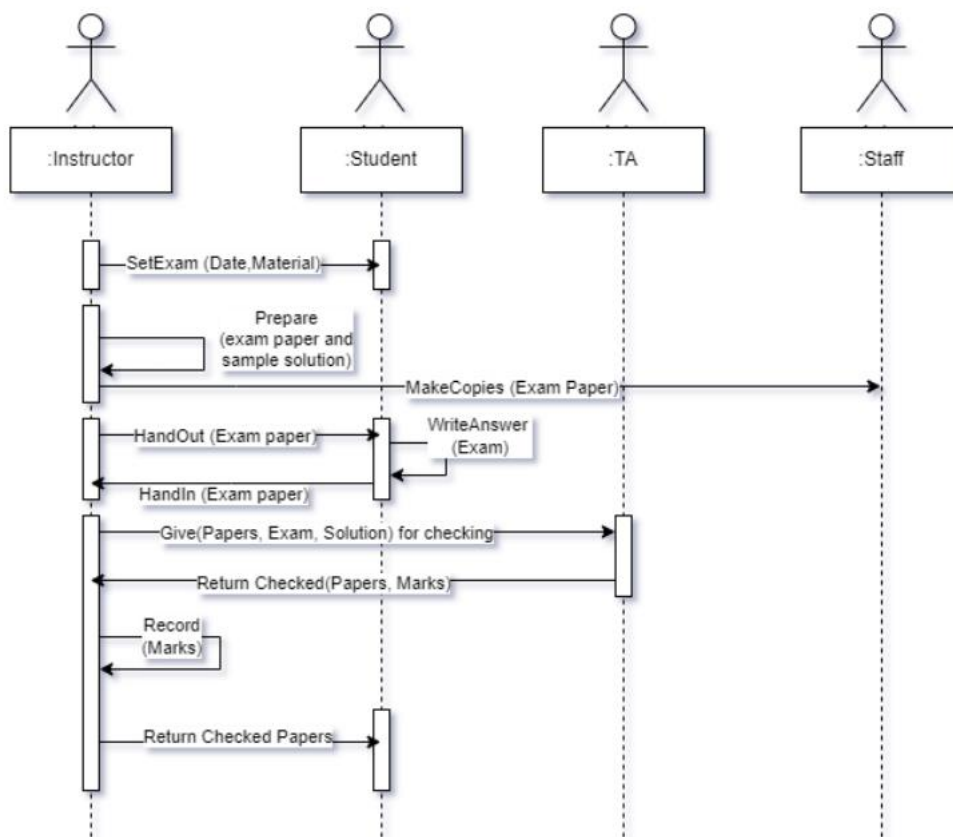 :Instructor
:Student
:TA
:Staff
SetExam (Date,Material)
Prepare
(exam paper and
sample solution)
MakeCopies (Exam Paper)
HandOut (Exam paper)
WriteAnswer
(Exam)
HandIn (Exam paper)
Give(Papers, Exam, Solution) for checking
Return Checked(Papers, Marks)
Record
(Marks)
Return Checked Papers